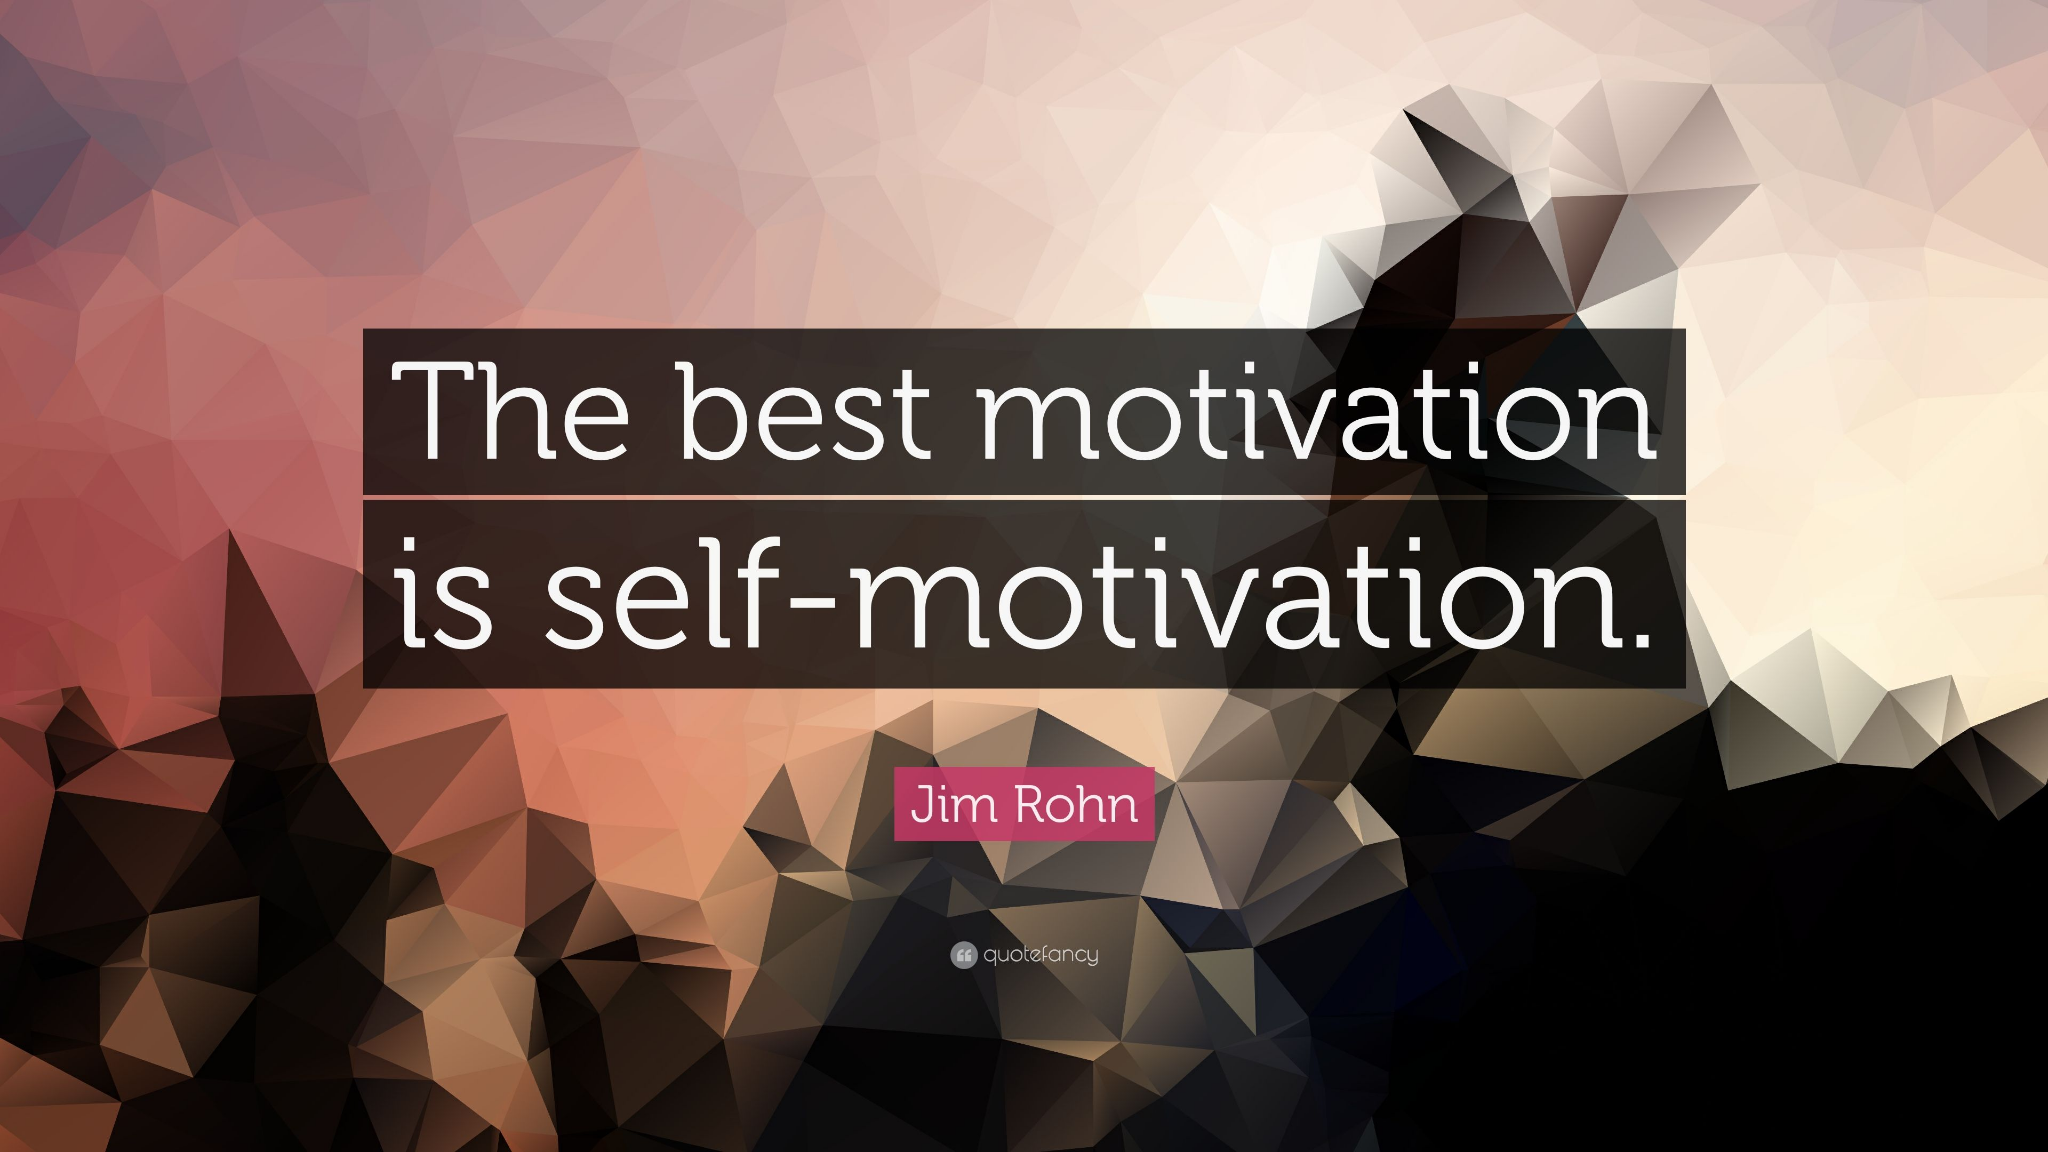 The best motivation
is self-motivation.
Jim Rohn
quotefancy